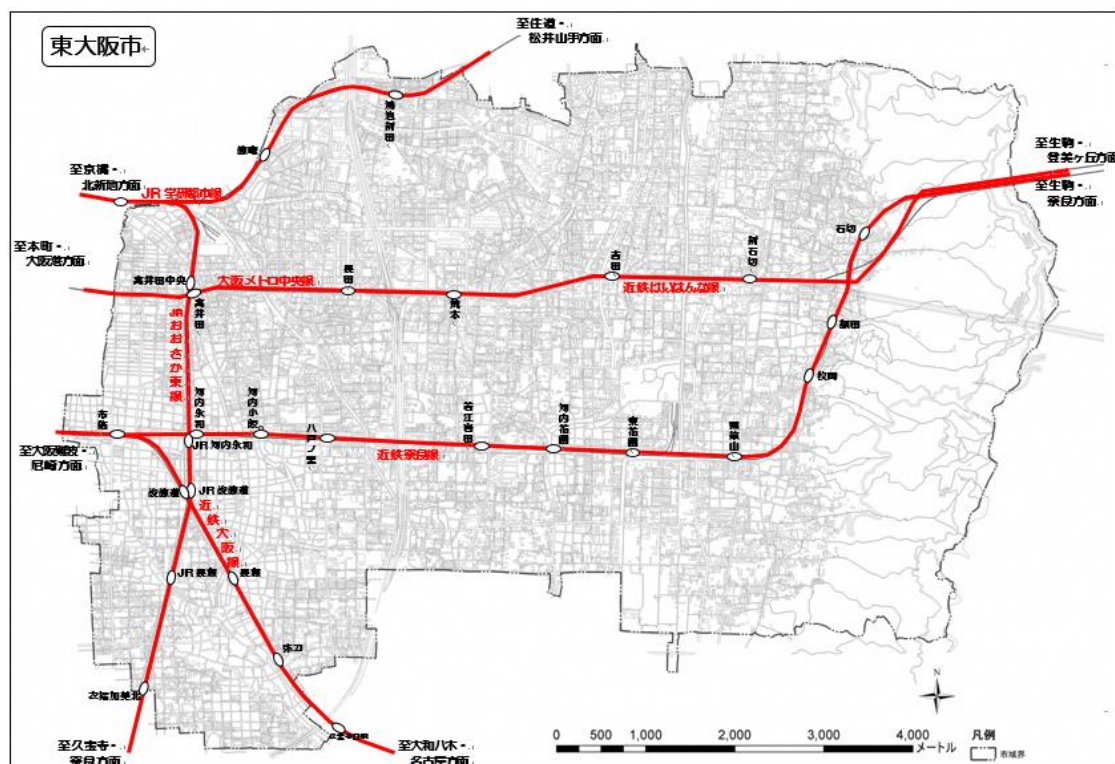 東大阪市
至住道・
松井山手方面
鴻池新田
徳庵
至京橋・
北新地方面
JR学研都市線
至生駒・
登美ヶ丘方面
至生駒・
奈良方面
石切
至本町・
大阪港方面
高井田中央
大阪メトロ中央線
長田
荒本
吉田
新石切
近鉄けいはんな線
高井田
JRおおさか東線
額田
枚岡
布施
河内永和
河内小阪
八戸ノ里
若江岩田
河内花園
東花園
瓢箪山
JR河内永和
近鉄奈良線
至大阪難波・
尼崎方面
俊徳道
JR俊徳道
近鉄大阪線
JR長瀬
長瀬
弥刀
衣摺加美北
至久宝寺・
奈良方面
至大和八木・
名古屋方面
N
0 500 1,000 2,000 3,000 4,000
メートル
凡例
市域界